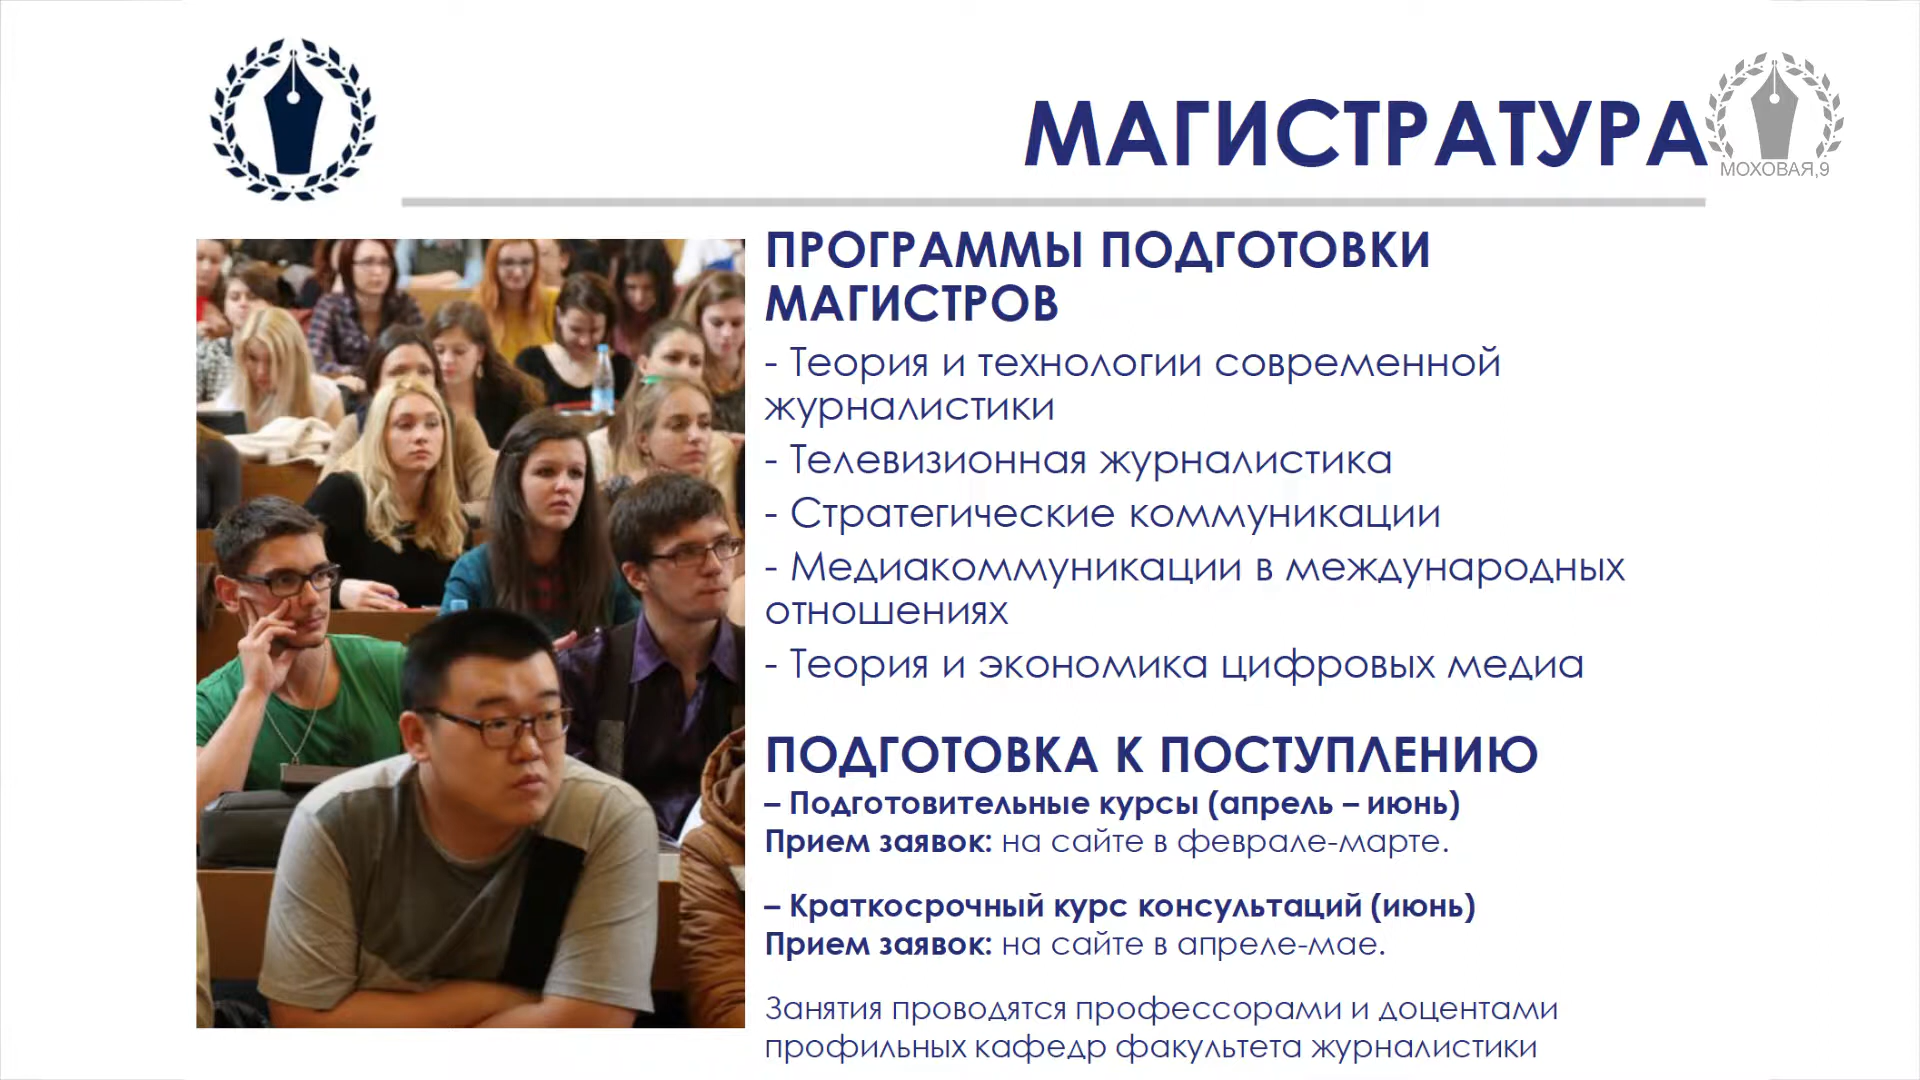 МАГИСТРАТУРА
МОХОВАЯ,9
ПРОГРАММЫ ПОДГОТОВКИ
МАГИСТРОВ
- Теория и технологии современной
журналистики
- Телевизионная журналистика
- Стратегические коммуникации
- Медиакоммуникации в международных
отношениях
- Теория и экономика цифровых медиа
ПОДГОТОВКА К ПОСТУПЛЕНИЮ
– Подготовительные курсы (апрель – июнь)
Прием заявок: на сайте в феврале-марте.
– Краткосрочный курс консультаций (июнь)
Прием заявок: на сайте в апреле-мае.
Занятия проводятся профессорами и доцентами
профильных кафедр факультета журналистики